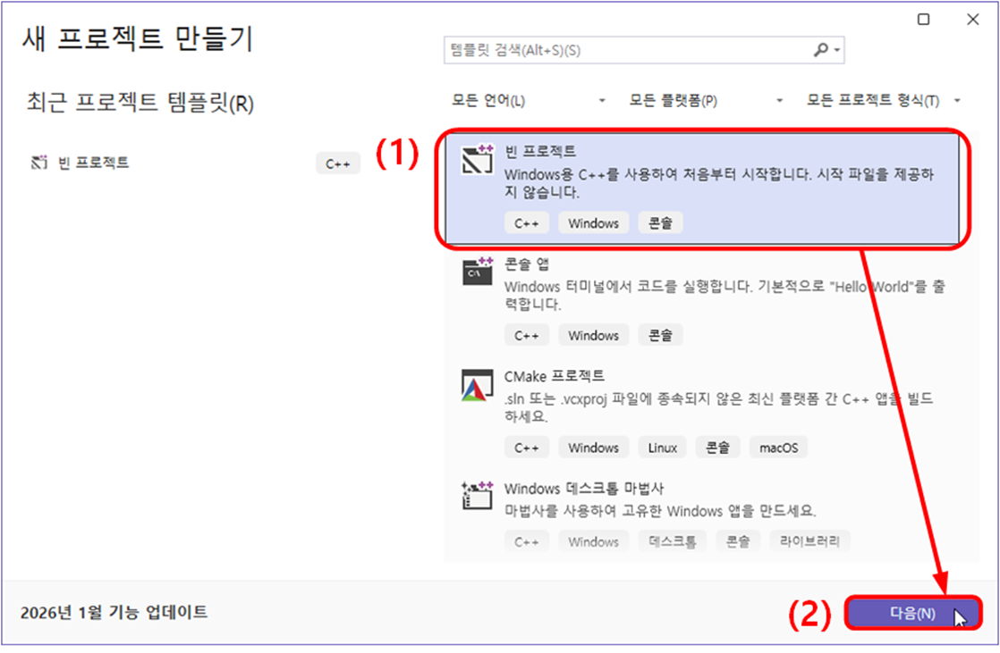 새 프로젝트 만들기
템플릿 검색(Alt+S)(S)
최근 프로젝트 템플릿(R)
모든 언어(L) 모든 플랫폼(P) 모든 프로젝트 형식(T)
빈 프로젝트 C++
(1)
빈 프로젝트
Windows용 C++를 사용하여 처음부터 시작합니다. 시작 파일을 제공하
지 않습니다.
C++ Windows 콘솔
콘솔 앱
Windows 터미널에서 코드를 실행합니다. 기본적으로 "Hello World"를 출
력합니다.
C++ Windows 콘솔
CMake 프로젝트
.sln 또는 .vcxproj 파일에 종속되지 않은 최신 플랫폼 간 C++ 앱을 빌드
하세요.
C++ Windows Linux 콘솔 macOS
Windows 데스크톱 마법사
마법사를 사용하여 고유한 Windows 앱을 만드세요.
C++ Windows 데스크톱 콘솔 라이브러리
2026년 1월 기능 업데이트
(2)
다음(N)